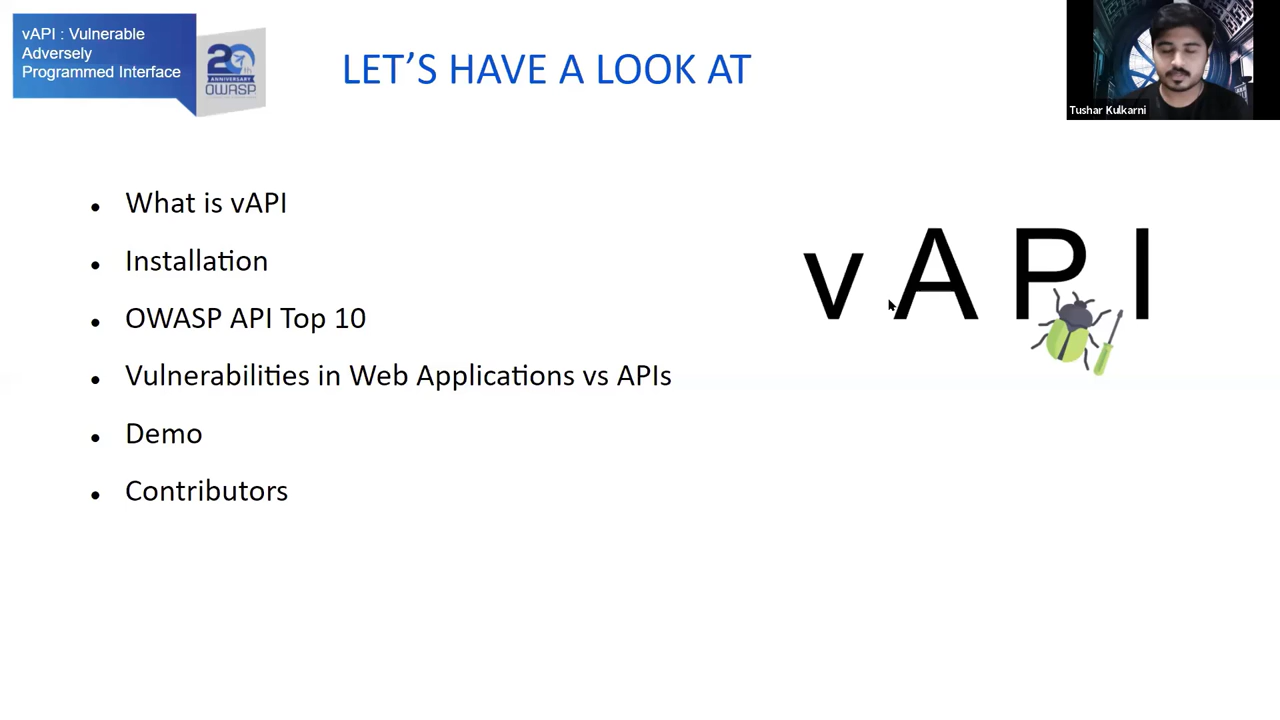 vAPI : Vulnerable
Adversely
Programmed Interface
20th
ANNIVERSARY
OWASP
LET'S HAVE A LOOK AT
Tushar Kulkarni
• What is vAPI
• Installation
• OWASP API Top 10
• Vulnerabilities in Web Applications vs APIs
• Demo
• Contributors
vAPI